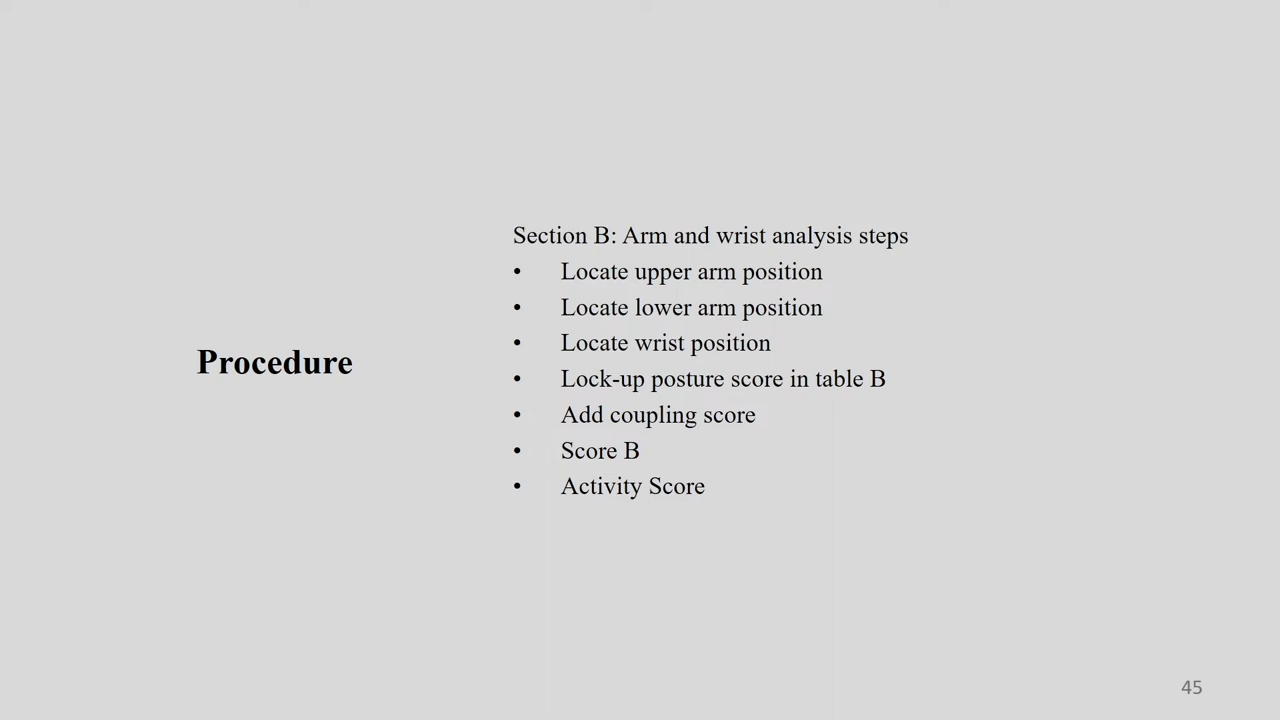 Procedure
Section B: Arm and wrist analysis steps
• Locate upper arm position
• Locate lower arm position
• Locate wrist position
• Lock-up posture score in table B
• Add coupling score
• Score B
• Activity Score
45